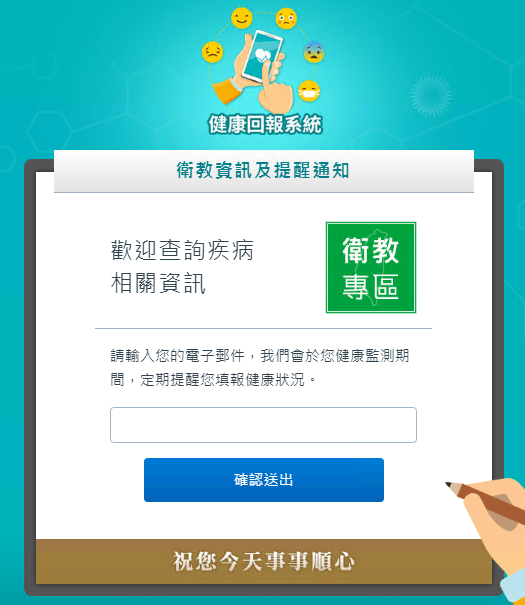 健康回報系統
衛教資訊及提醒通知
歡迎查詢疾病
相關資訊
衛教
專區
請輸入您的電子郵件，我們會於您健康監測期
間，定期提醒您填報健康狀況。
確認送出
祝您今天事事順心